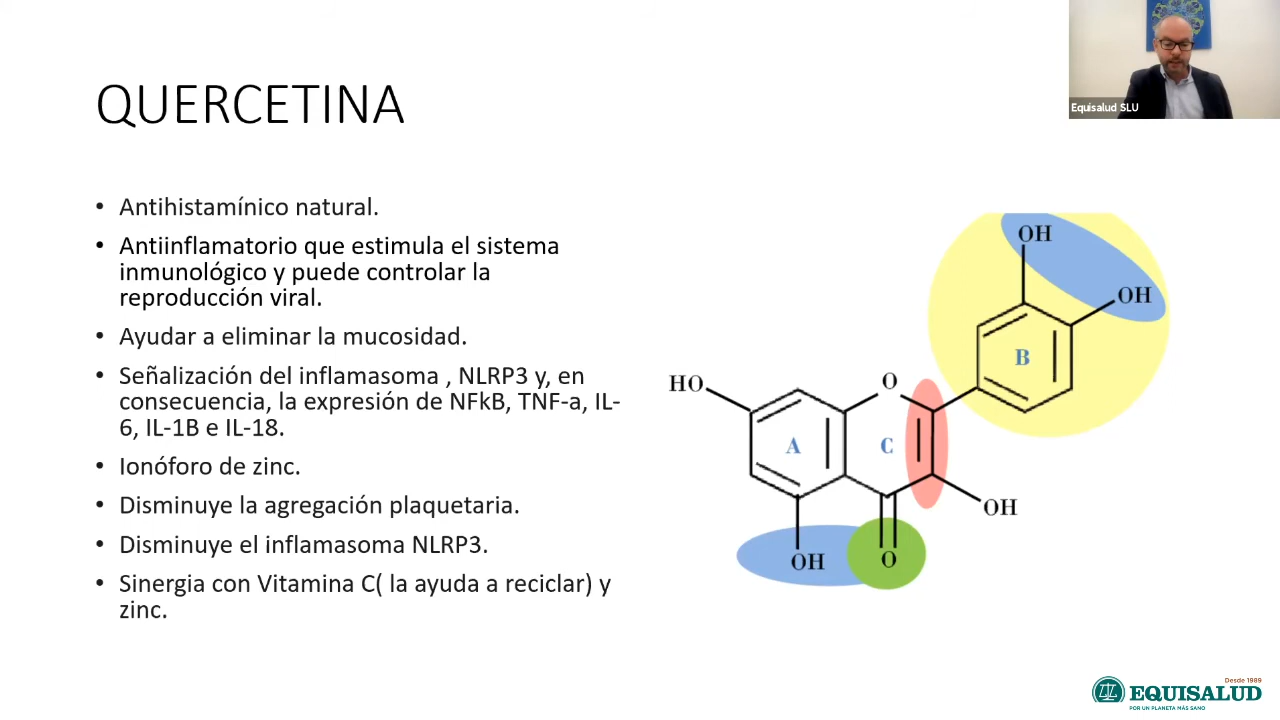 Equisalud SLU
QUERCETINA
• Antihistamínico natural.
• Antiinflamatorio que estimula el sistema
inmunológico y puede controlar la
reproducción viral.
• Ayudar a eliminar la mucosidad.
• Señalización del inflamasoma , NLRP3 y, en
consecuencia, la expresión de NFkB, TNF-a, IL-
6, IL-1B e IL-18.
• Ionóforo de zinc.
• Disminuye la agregación plaquetaria.
• Disminuye el inflamasoma NLRP3.
• Sinergia con Vitamina C( la ayuda a reciclar) y
zinc.
OH
OH
B
HO
O
A
C
OH
OH
O
Desde 1989
EQUISALUD
POR UN PLANETA MÁS SANO